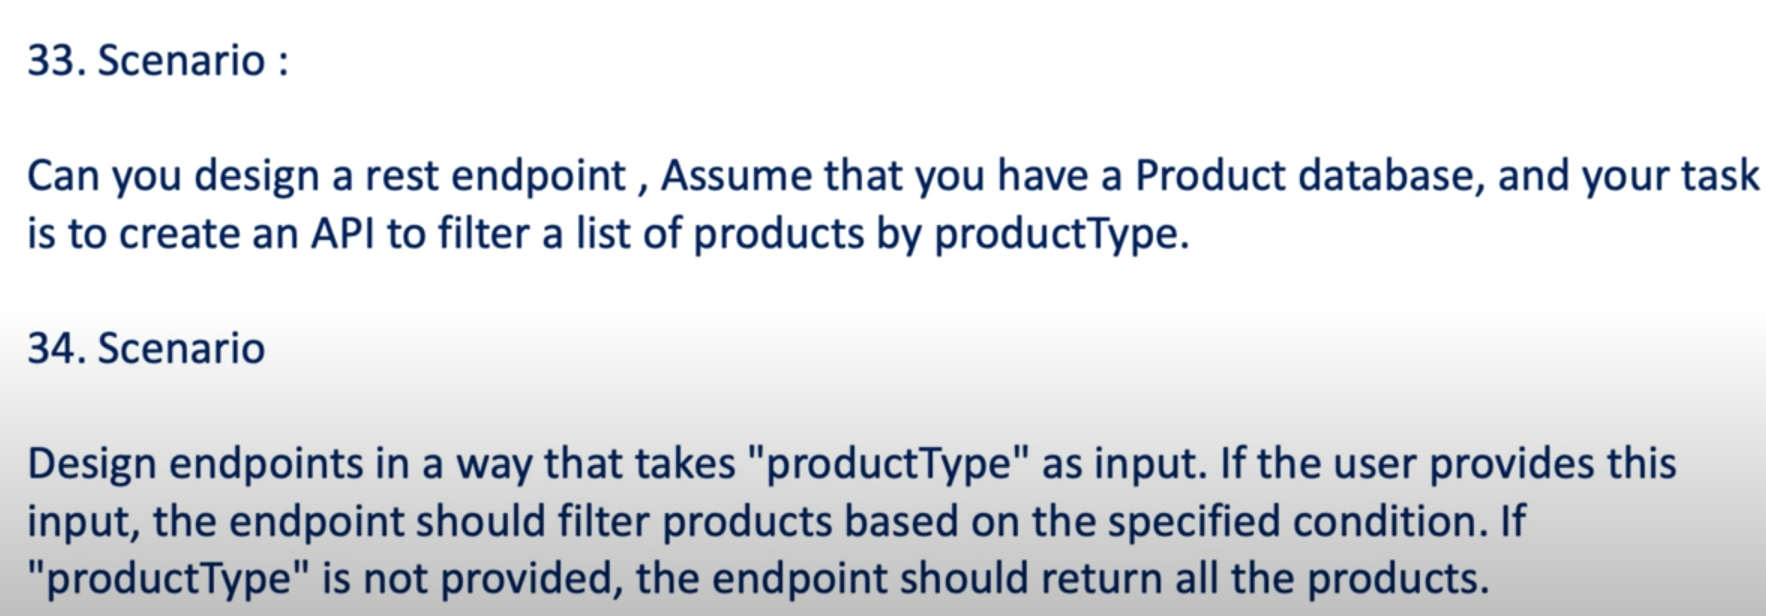 33. Scenario :
Can you design a rest endpoint , Assume that you have a Product database, and your task
is to create an API to filter a list of products by productType.
34. Scenario
Design endpoints in a way that takes "productType" as input. If the user provides this
input, the endpoint should filter products based on the specified condition. If
"productType" is not provided, the endpoint should return all the products.